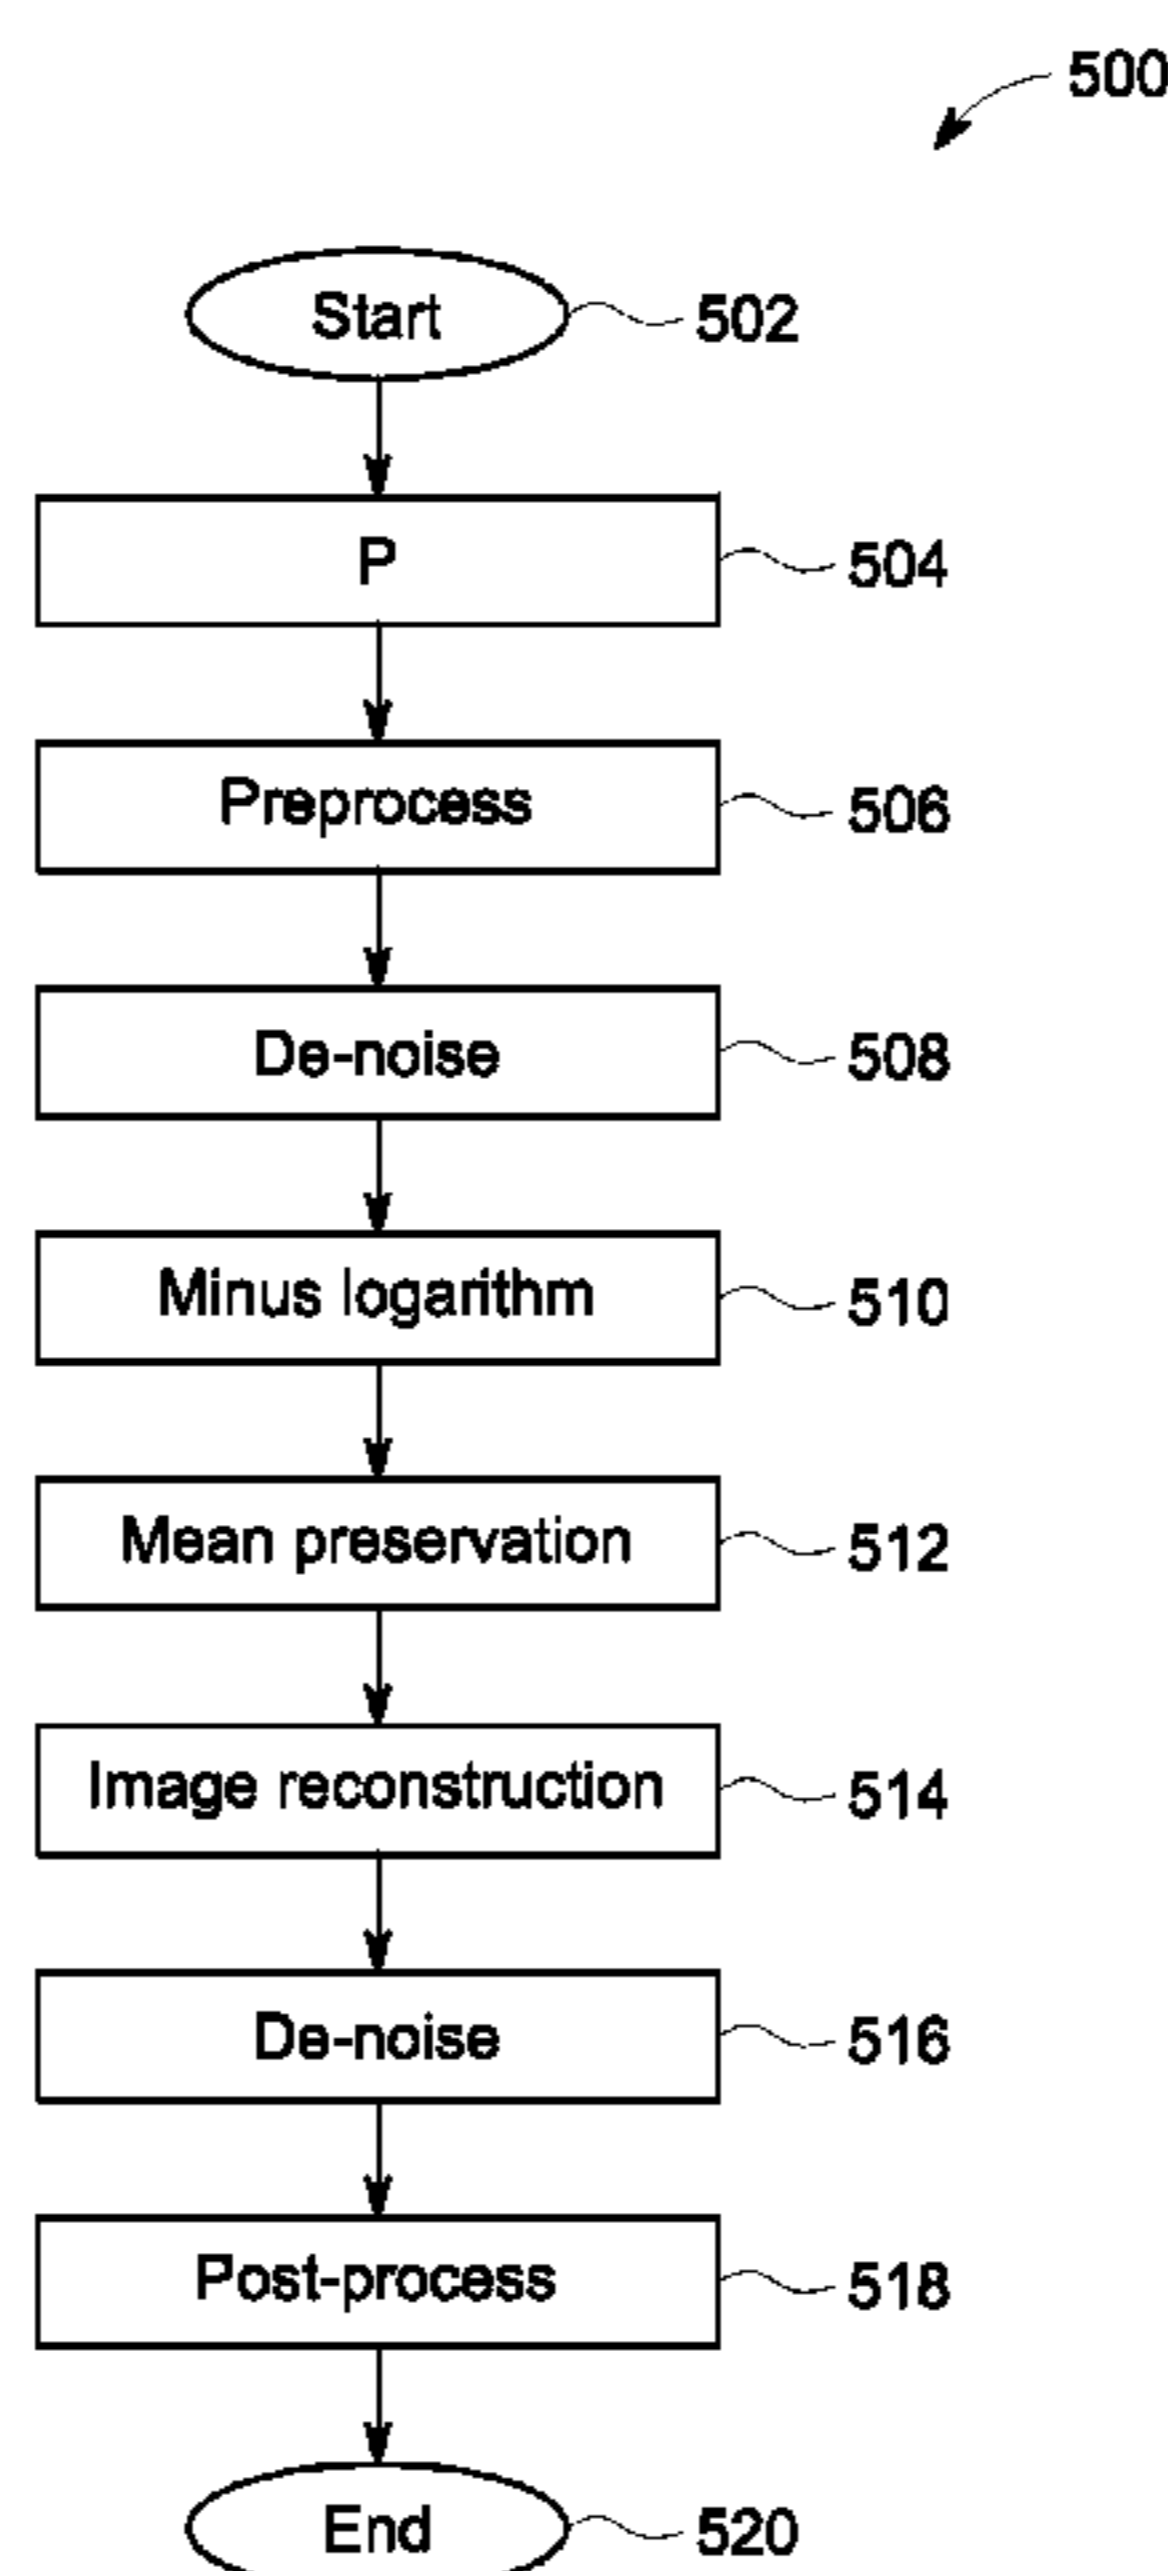 500
Start 502
P 504
Preprocess 506
De-noise 508
Minus logarithm 510
Mean preservation 512
Image reconstruction 514
De-noise 516
Post-process 518
End 520